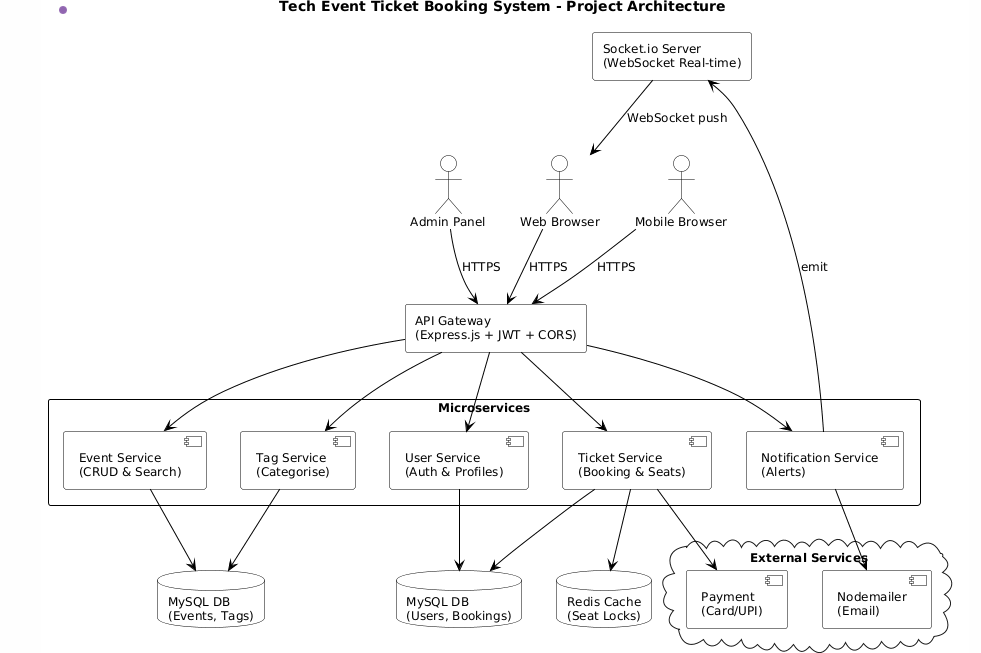 Tech Event Ticket Booking System - Project Architecture
Socket.io Server
(WebSocket Real-time)
WebSocket push
Admin Panel
Web Browser
Mobile Browser
HTTPS
HTTPS
HTTPS
emit
API Gateway
(Express.js + JWT + CORS)
Microservices
Event Service
(CRUD & Search)
Tag Service
(Categorise)
User Service
(Auth & Profiles)
Ticket Service
(Booking & Seats)
Notification Service
(Alerts)
External Services
MySQL DB
(Events, Tags)
MySQL DB
(Users, Bookings)
Redis Cache
(Seat Locks)
Payment
(Card/UPI)
Nodemailer
(Email)